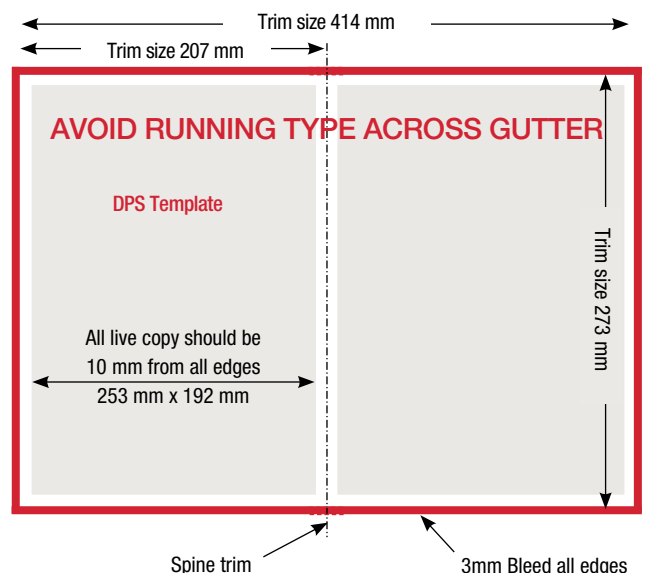 Trim size 414 mm
Trim size 207 mm
AVOID RUNNING TYPE ACROSS GUTTER
DPS Template
Trim size 273 mm
All live copy should be
10 mm from all edges
253 mm x 192 mm
Spine trim
3mm Bleed all edges